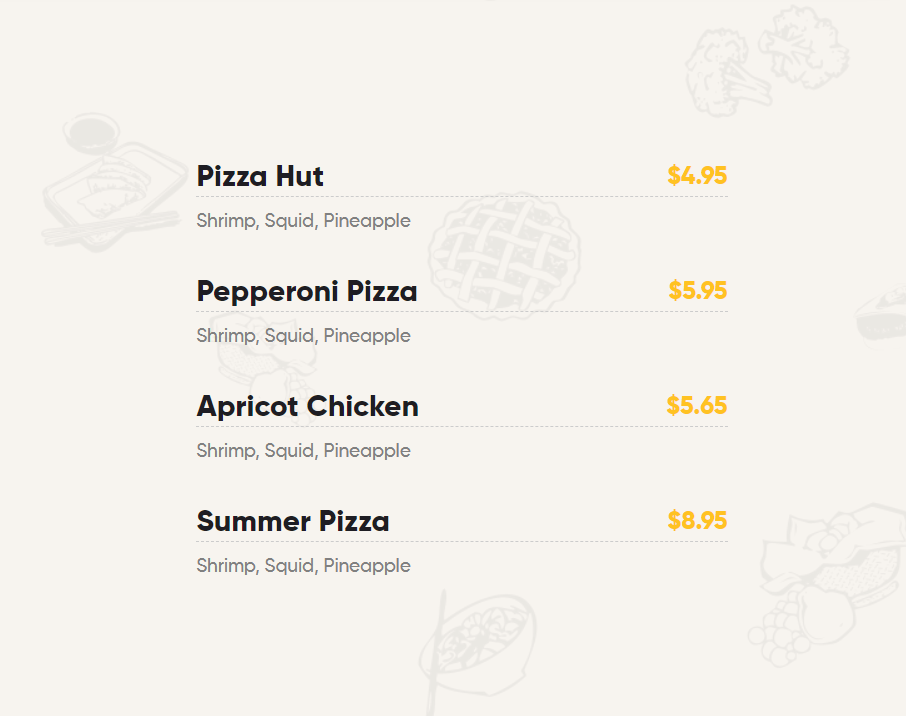 Pizza Hut $4.95
Shrimp, Squid, Pineapple
Pepperoni Pizza $5.95
Shrimp, Squid, Pineapple
Apricot Chicken $5.65
Shrimp, Squid, Pineapple
Summer Pizza $8.95
Shrimp, Squid, Pineapple